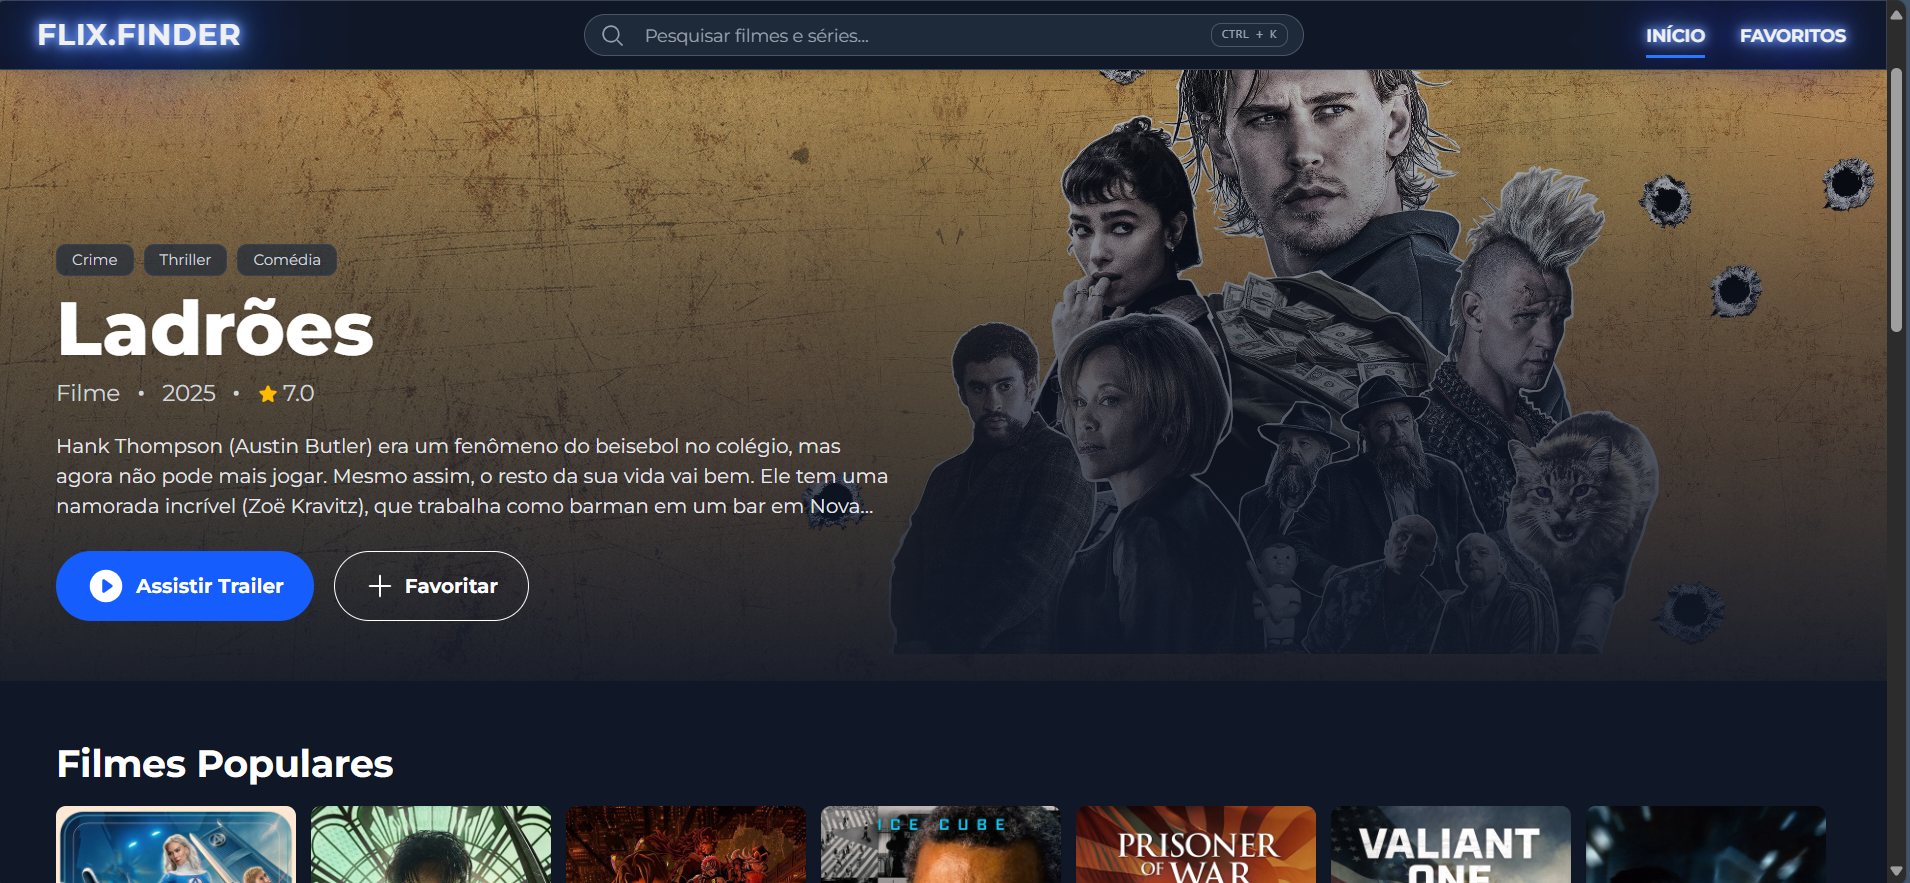 FLIX.FINDER
Pesquisar filmes e séries...
CTRL + K
INÍCIO
FAVORITOS
Crime
Thriller
Comédia
Ladrões
Filme • 2025 • 7.0
Hank Thompson (Austin Butler) era um fenômeno do beisebol no colégio, mas
agora não pode mais jogar. Mesmo assim, o resto da sua vida vai bem. Ele tem uma
namorada incrível (Zoë Kravitz), que trabalha como barman em um bar em Nova...
Assistir Trailer
Favoritar
Filmes Populares
ICE CUBE
PRISONER
OF WAR
VALIANT
ONE